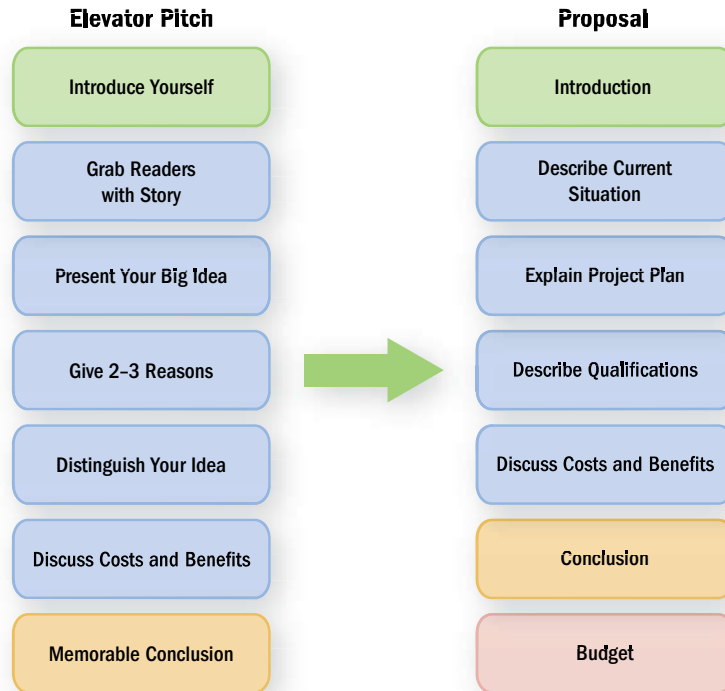 Elevator Pitch
Introduce Yourself
Grab Readers
with Story
Present Your Big Idea
Give 2–3 Reasons
Distinguish Your Idea
Discuss Costs and Benefits
Memorable Conclusion
Proposal
Introduction
Describe Current
Situation
Explain Project Plan
Describe Qualifications
Discuss Costs and Benefits
Conclusion
Budget